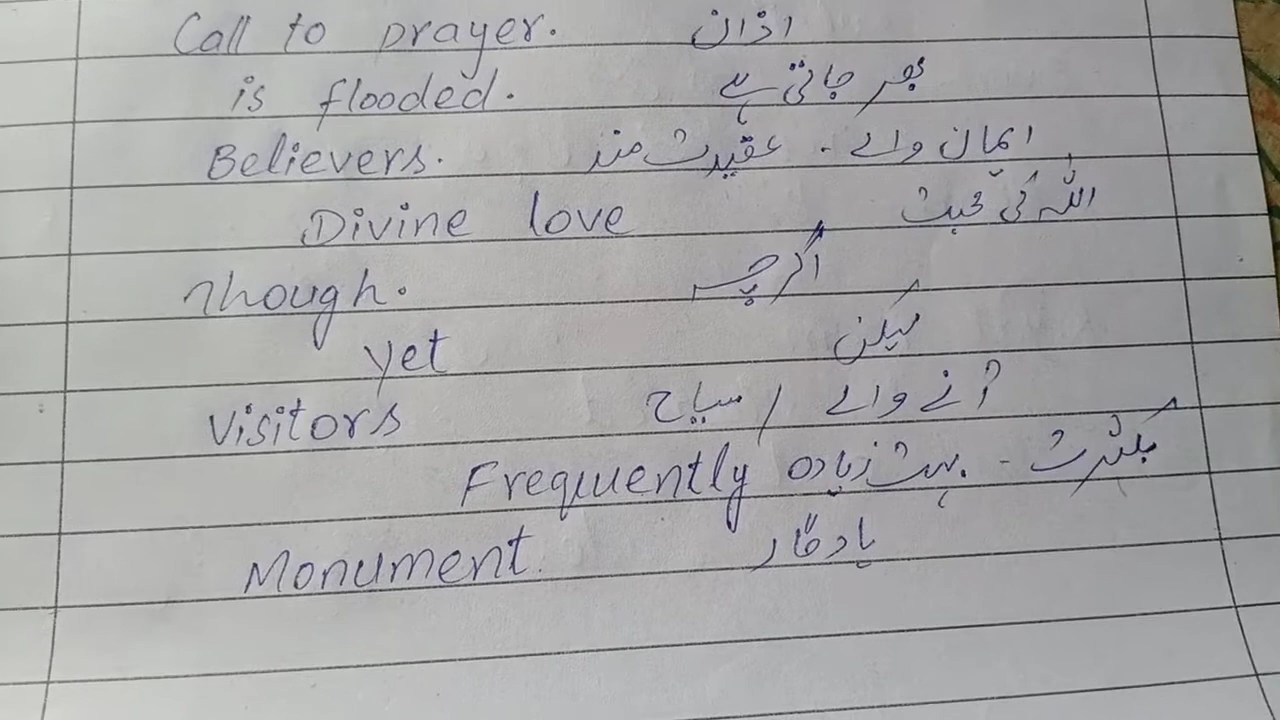 Call to prayer. اذان
is flooded. بھر جاتی ہے
Believers. ایمان والے - عقیدت مند
Divine love اللہ کی محبت
Though. اگرچہ
yet لیکن
Visitors آنے والے / سیاح
Frequently بکثرت - بہت زیادہ
Monument یادگار